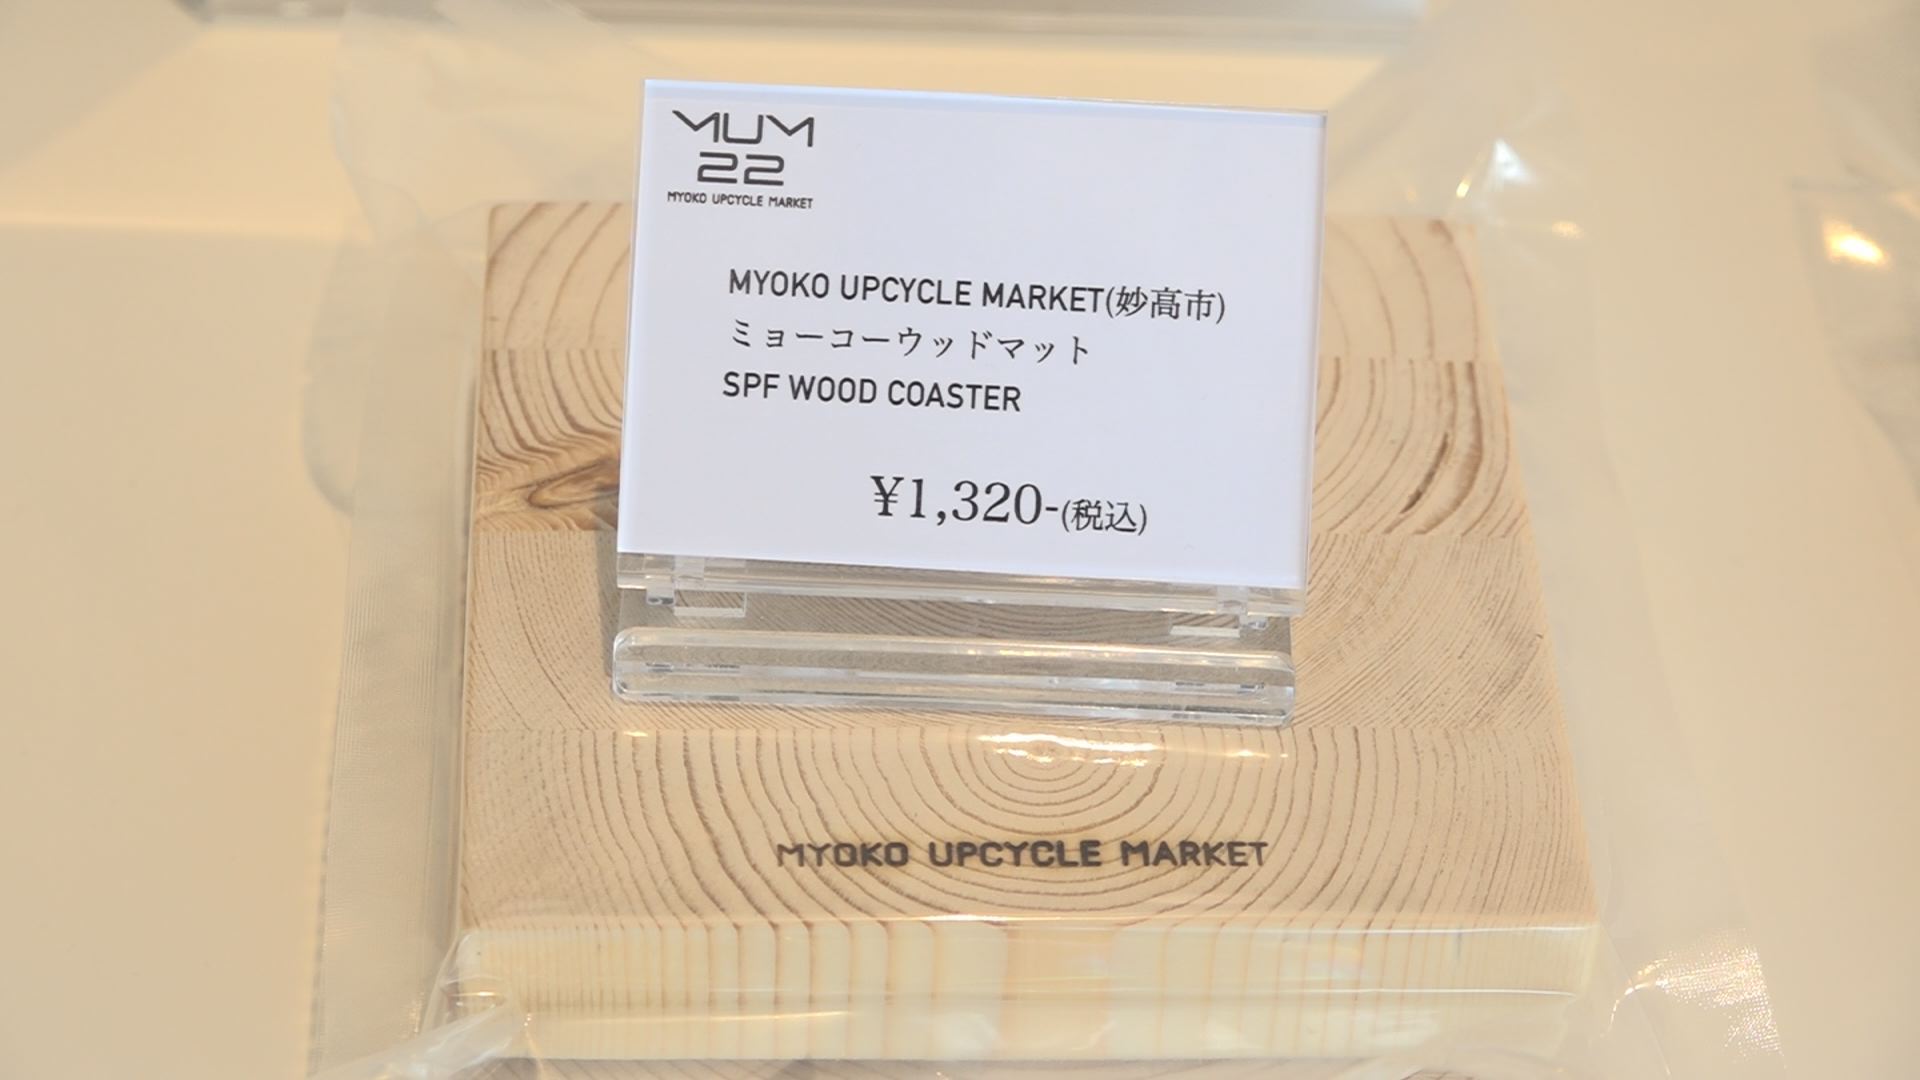 MUM
22
MYOKO UPCYCLE MARKET
MYOKO UPCYCLE MARKET(妙高市)
ミョーコーウッドマット
SPF WOOD COASTER
¥1,320-(税込)
MYOKO UPCYCLE MARKET